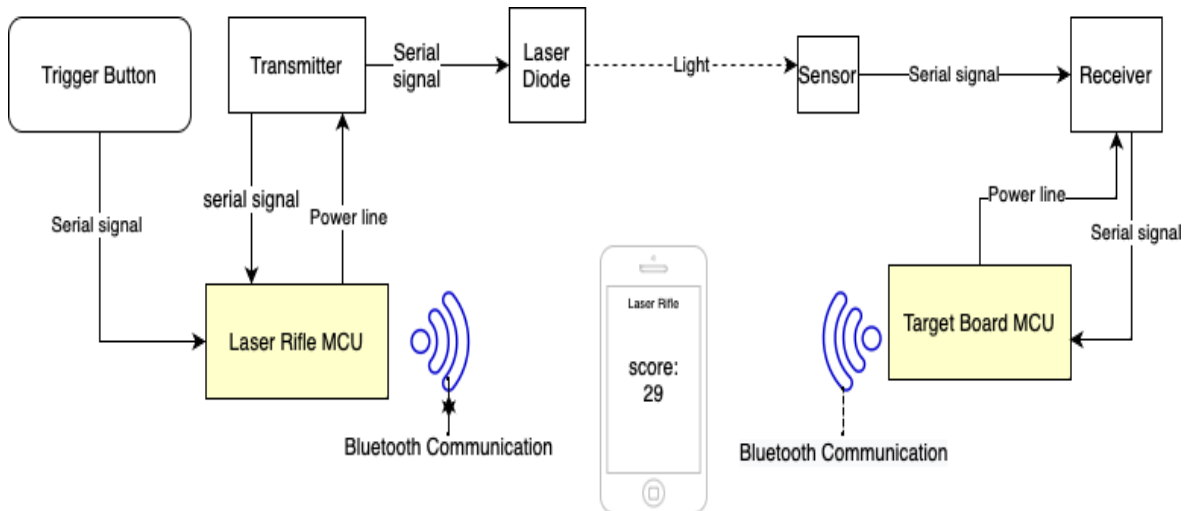 Trigger Button
Transmitter
Serial
signal
Laser
Diode
Light
Sensor
Serial signal
Receiver
serial signal
Power line
Serial signal
Power line
Serial signal
Laser Rifle MCU
Laser Rifle
score:
29
Target Board MCU
Bluetooth Communication
Bluetooth Communication